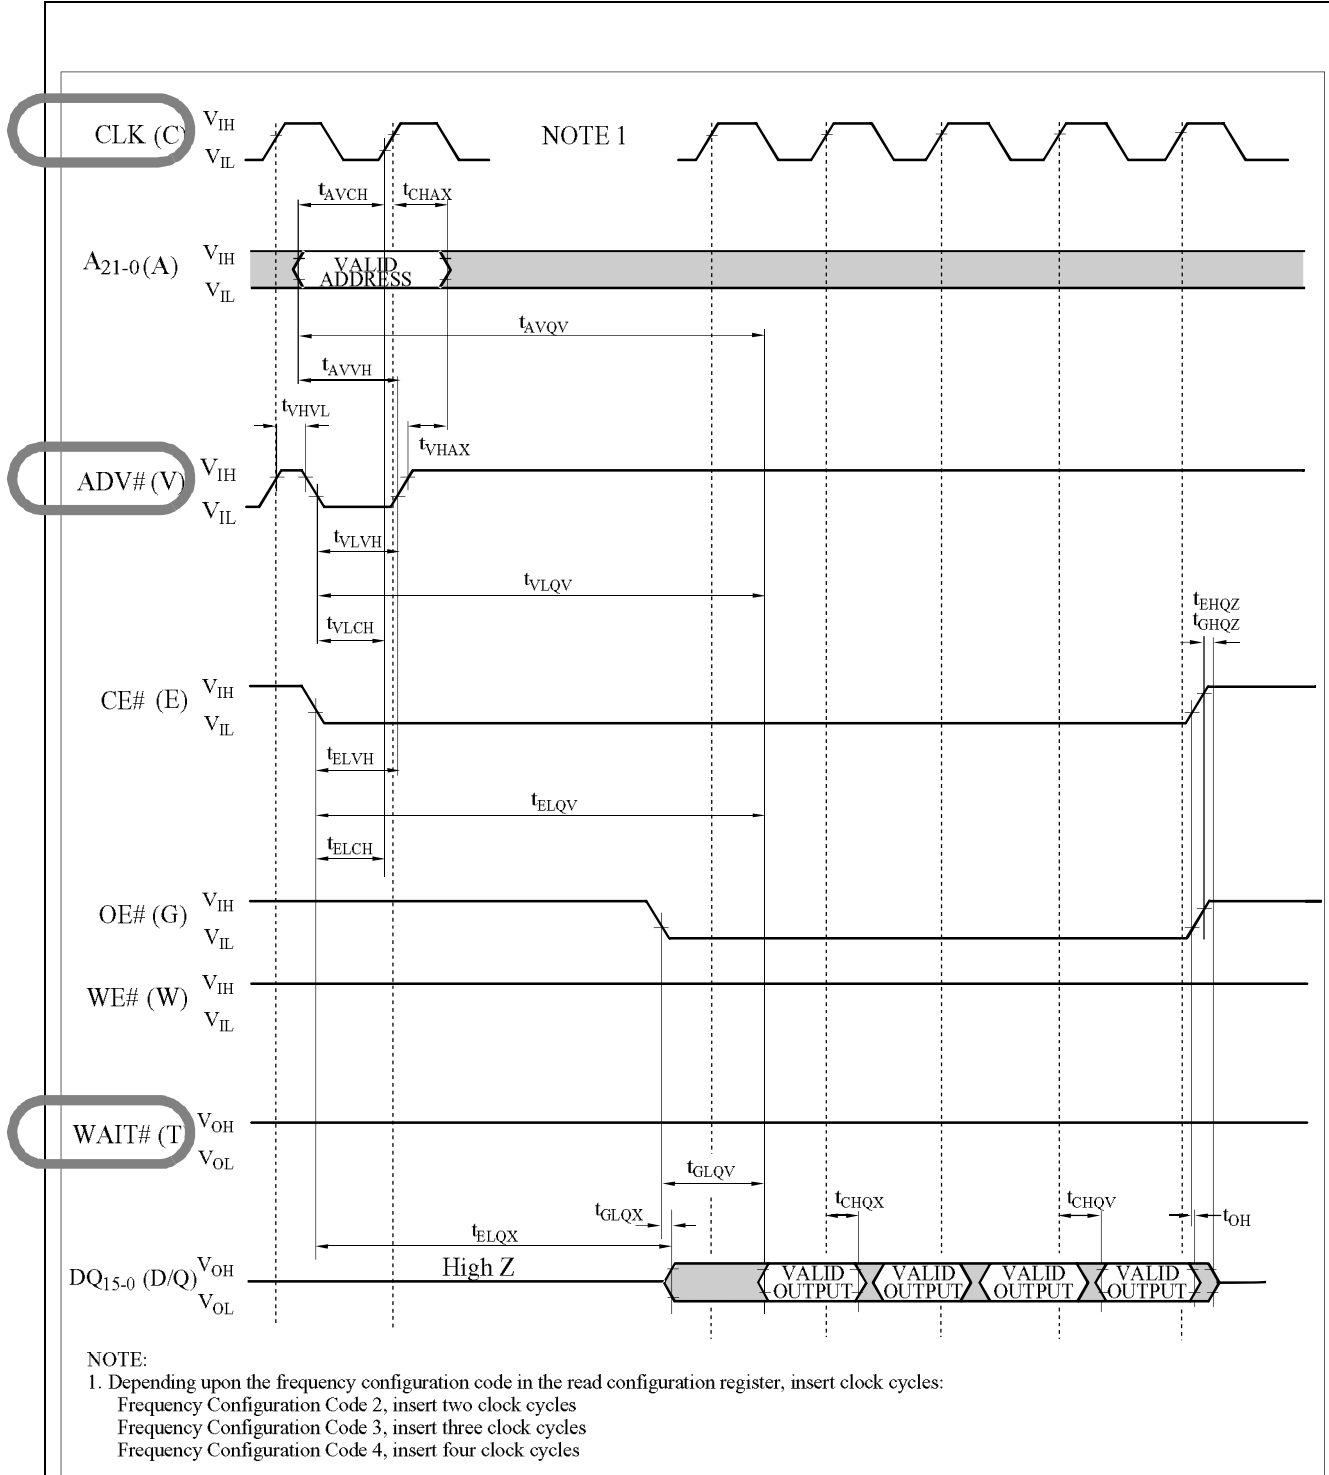 CLK (C)
VIH
VIL
NOTE 1
tAVCH
tCHAX
A21-0 (A)
VIH
VIL
VALID
ADDRESS
tAVQV
tAVVH
tVHVL
tVHAX
ADV# (V)
VIH
VIL
tVLVH
tVLQV
tVLCH
tEHQZ
tGHQZ
CE# (E)
VIH
VIL
tELVH
tELQV
tELCH
OE# (G)
VIH
VIL
WE# (W)
VIH
VIL
WAIT# (T
VOH
VOL
tGLQV
tGLQX
tCHQX
tCHQV
tOH
tELQX
DQ15-0 (D/Q)
VOH
VOL
High Z
VALID
OUTPUT
VALID
OUTPUT
VALID
OUTPUT
VALID
OUTPUT
NOTE:
1. Depending upon the frequency configuration code in the read configuration register, insert clock cycles:
Frequency Configuration Code 2, insert two clock cycles
Frequency Configuration Code 3, insert three clock cycles
Frequency Configuration Code 4, insert four clock cycles